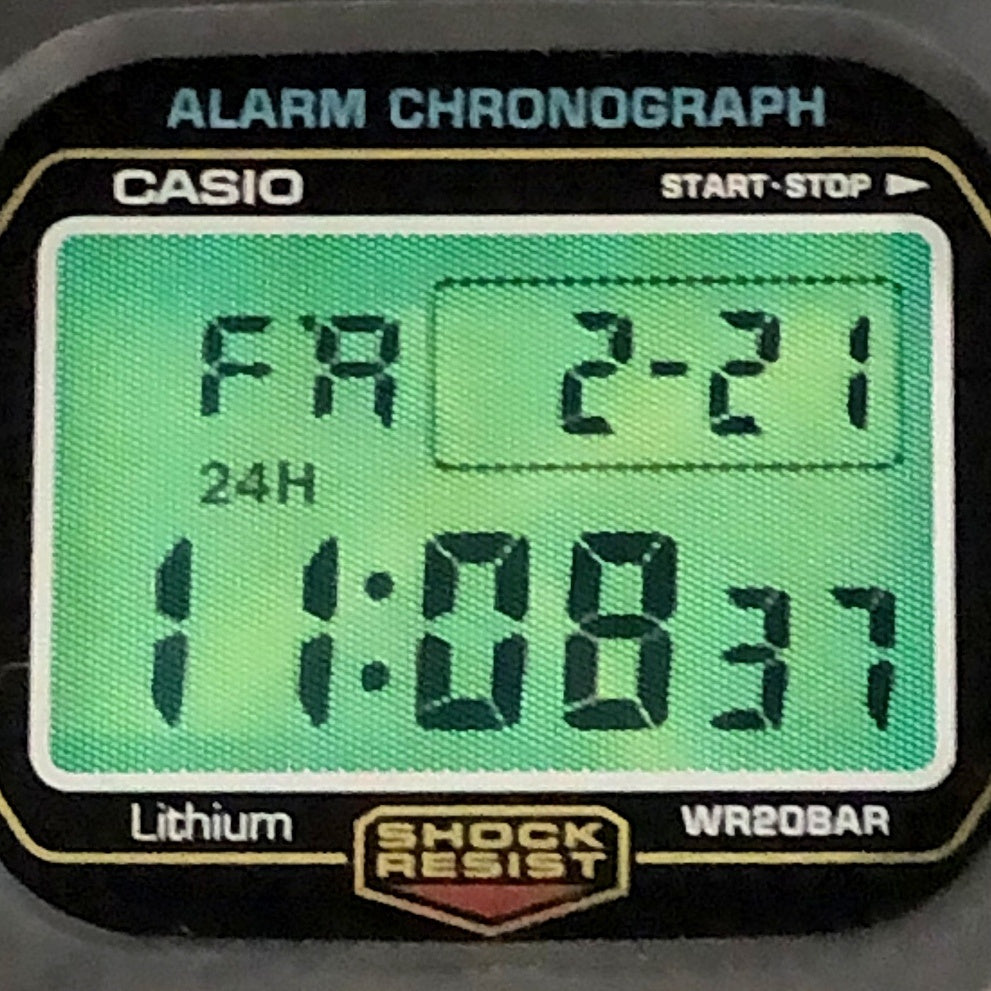 ALARM CHRONOGRAPH
CASIO START·STOP
FR 2-21
24H
11:08 37
Lithium WR20BAR
SHOCK
RESIST